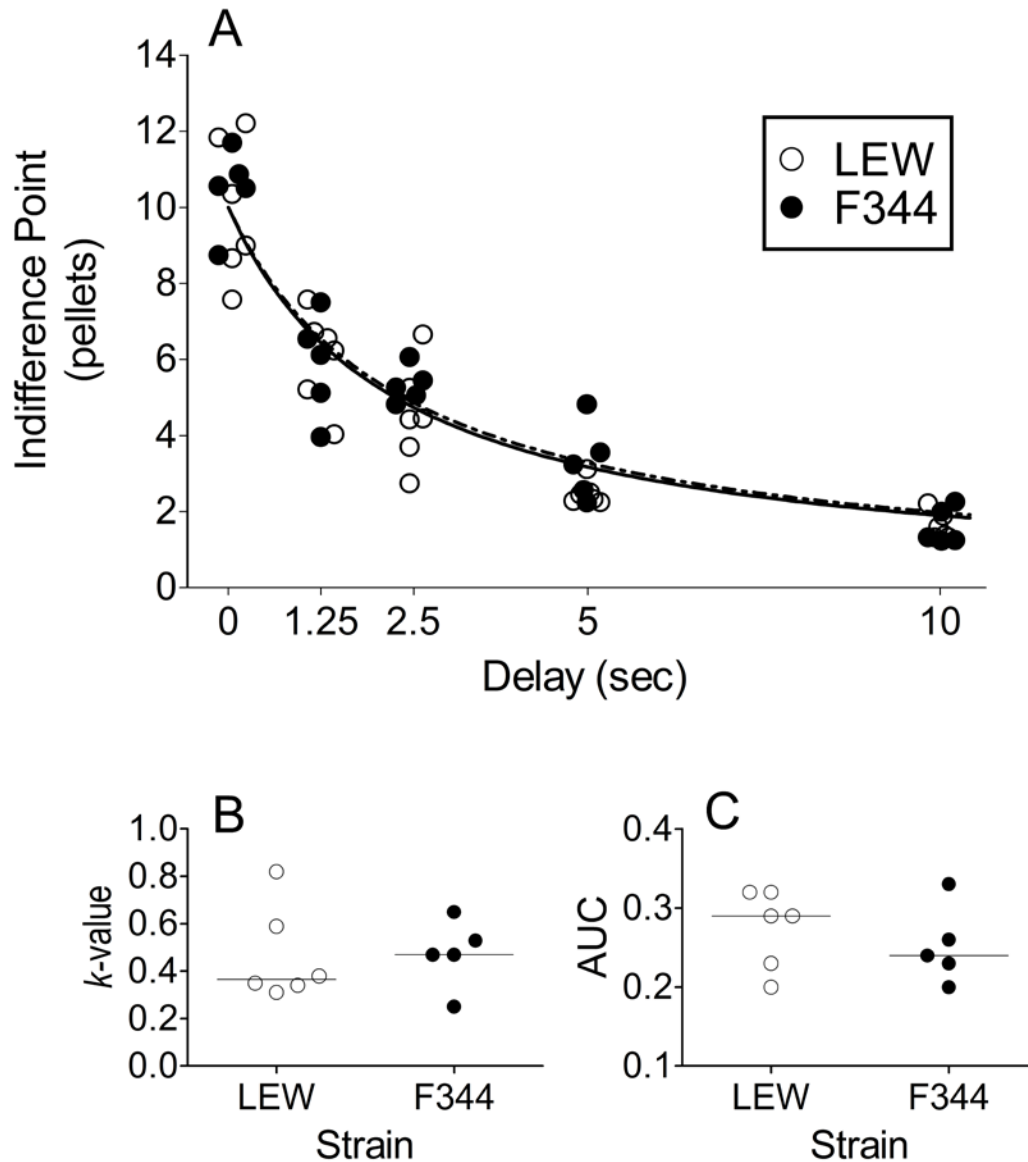 A
14
12
10
8
6
4
2
0
Indifference Point
(pellets)
LEW
F344
0 1.25 2.5 5 10
Delay (sec)
B
1.0
0.8
0.6
0.4
0.2
0.0
k-value
LEW F344
Strain
C
0.4
0.3
0.2
0.1
AUC
LEW F344
Strain